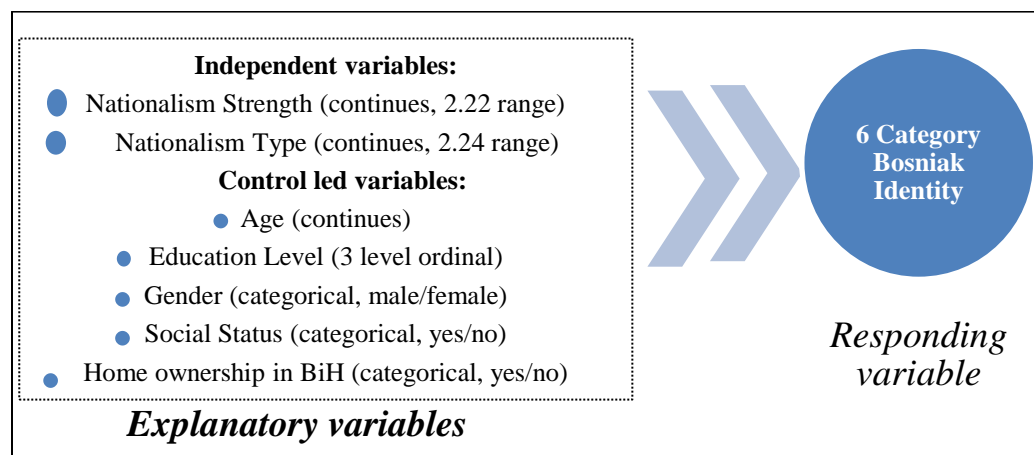 Independent variables:
Nationalism Strength (continues, 2.22 range)
Nationalism Type (continues, 2.24 range)
Control led variables:
Age (continues)
Education Level (3 level ordinal)
Gender (categorical, male/female)
Social Status (categorical, yes/no)
Home ownership in BiH (categorical, yes/no)
Explanatory variables
6 Category
Bosniak
Identity
Responding
variable